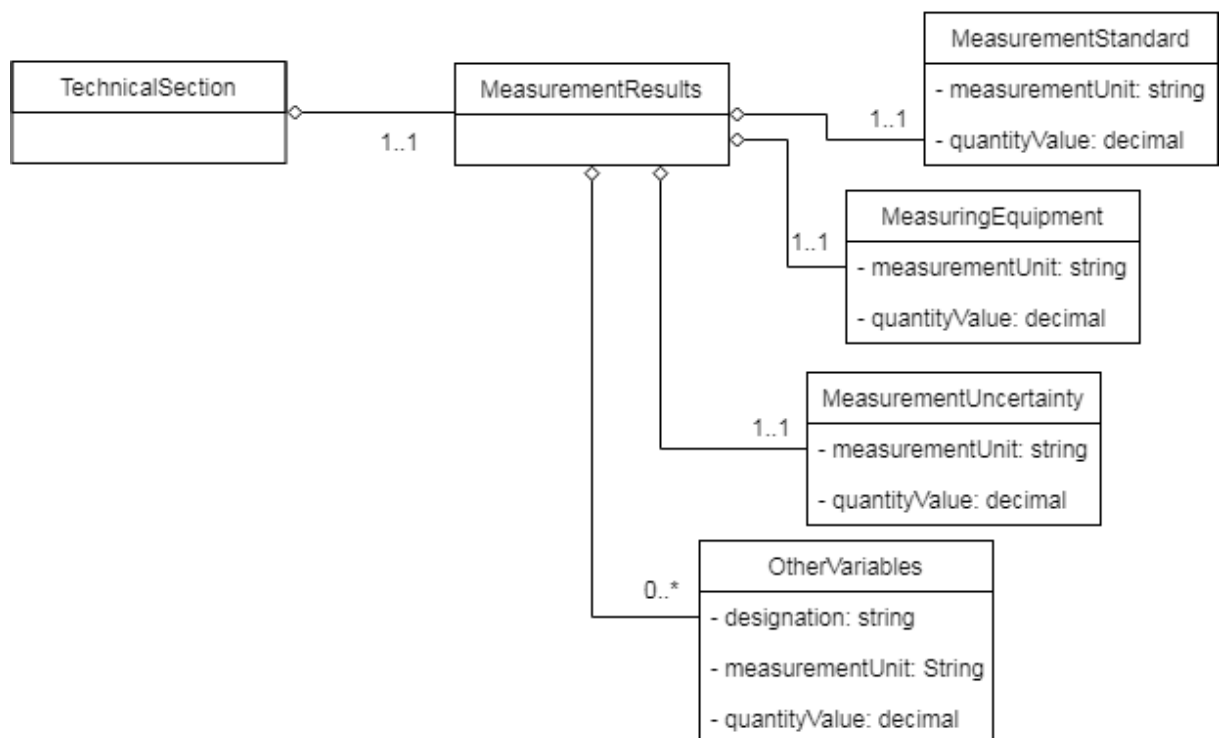 TechnicalSection
1..1
MeasurementResults
MeasurementStandard
- measurementUnit: string
- quantityValue: decimal
1..1
MeasuringEquipment
- measurementUnit: string
- quantityValue: decimal
1..1
MeasurementUncertainty
- measurementUnit: string
- quantityValue: decimal
1..1
OtherVariables
- designation: string
- measurementUnit: String
- quantityValue: decimal
0..*